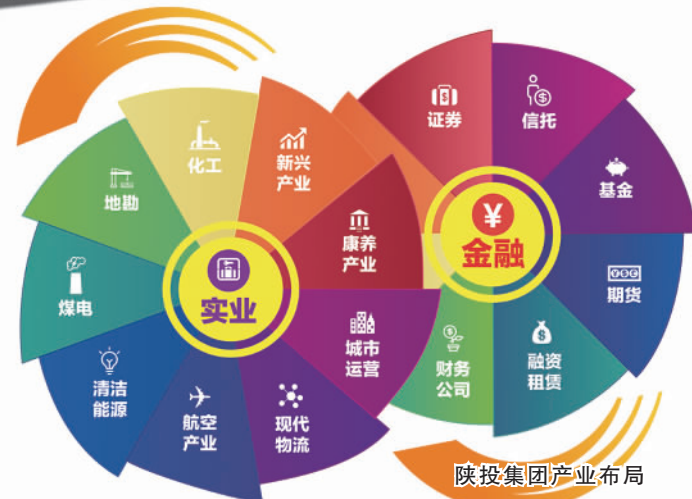 化工
新兴
产业
地勘
康养
产业
煤电
实业
城市
运营
清洁
能源
航空
产业
现代
物流
证券
信托
基金
¥
金融
期货
财务
公司
融资
租赁
陕投集团产业布局